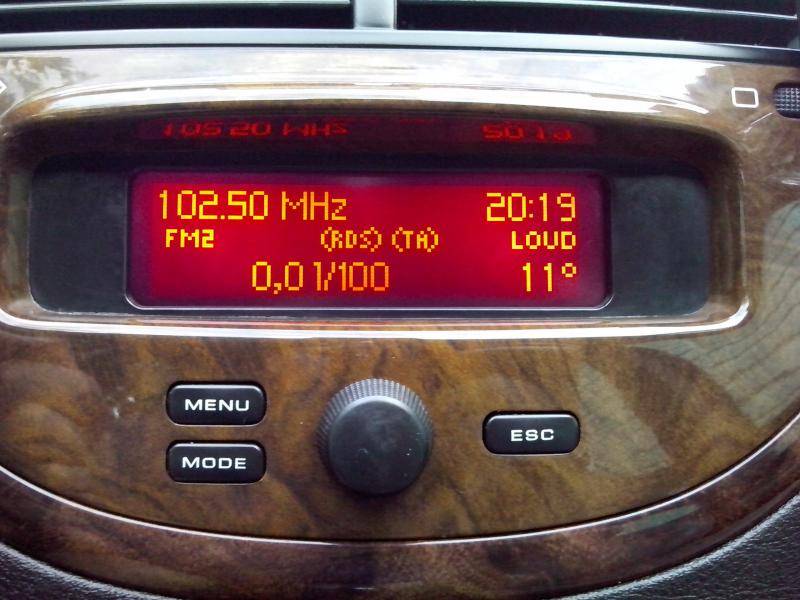 102.50 MHz 20:19
FM2 (RDS) (TA) LOUD
0,0 l/100 11°
MENU
MODE
ESC